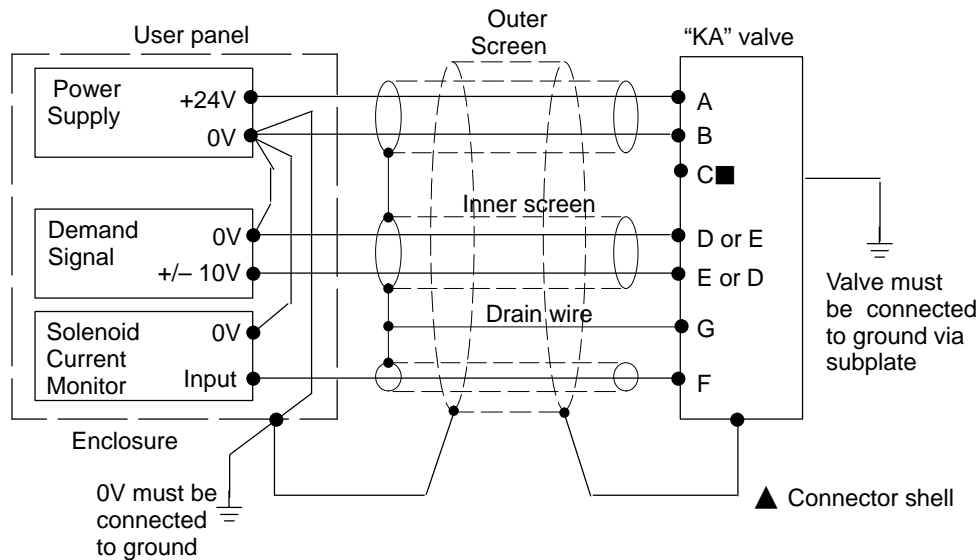 Outer
Screen
User panel
“KA” valve
Power
Supply
+24V
0V
A
B
C■
Inner screen
Demand
Signal
0V
+/– 10V
D or E
E or D
Valve must
be connected
to ground via
subplate
Drain wire
G
Solenoid
Current
Monitor
0V
Input
F
Enclosure
0V must be
connected
to ground
▲ Connector shell